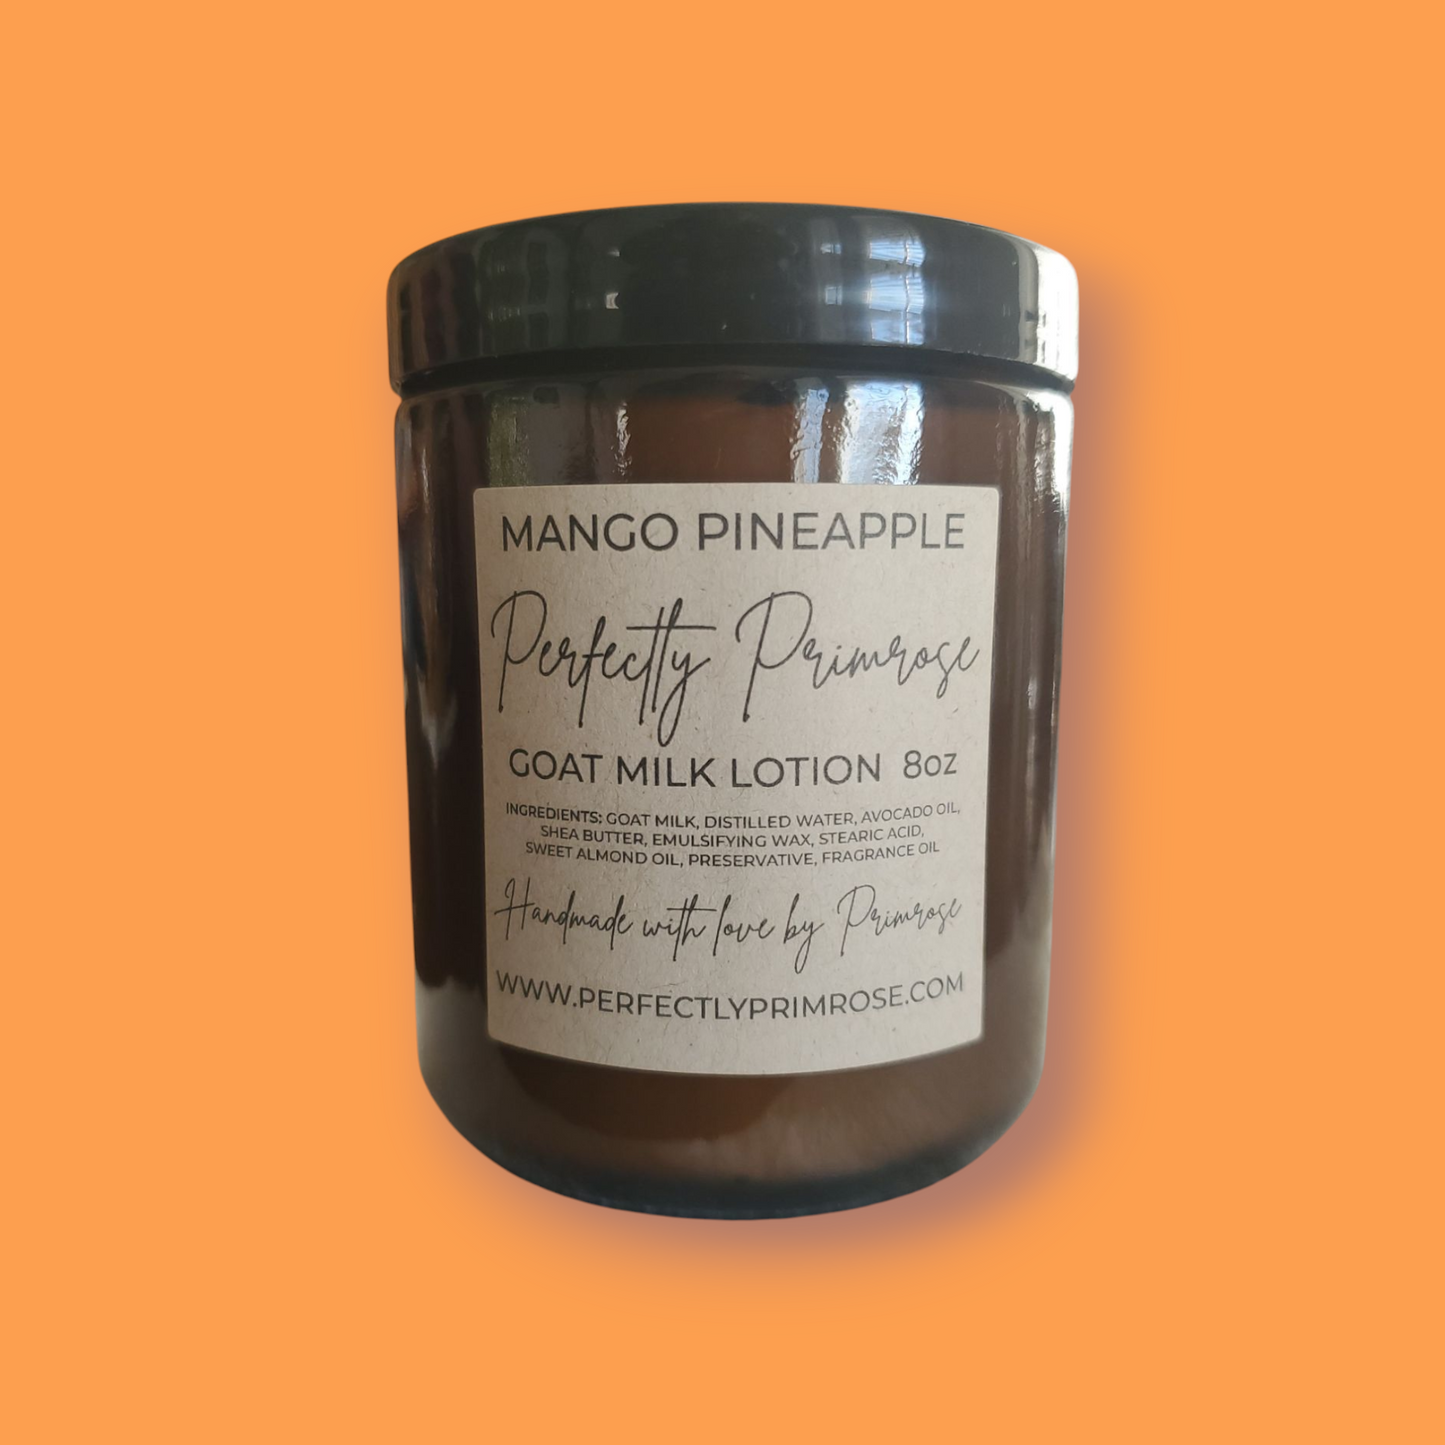 MANGO PINEAPPLE
Perfectly Primrose
GOAT MILK LOTION 8oz
INGREDIENTS: GOAT MILK, DISTILLED WATER, AVOCADO OIL,
SHEA BUTTER, EMULSIFYING WAX, STEARIC ACID,
SWEET ALMOND OIL, PRESERVATIVE, FRAGRANCE OIL
Handmade with love by Primrose
WWW.PERFECTLYPRIMROSE.COM